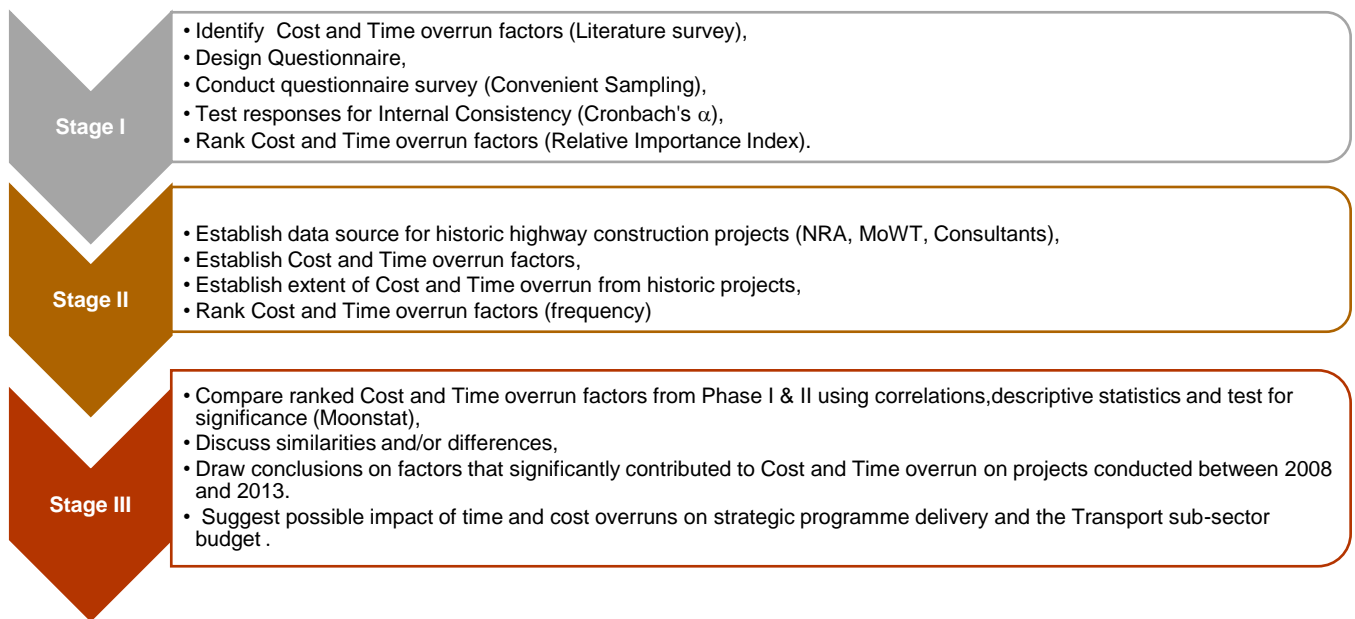 Stage I
• Identify  Cost and Time overrun factors (Literature survey),
• Design Questionnaire,
• Conduct questionnaire survey (Convenient Sampling),
• Test responses for Internal Consistency (Cronbach's α),
• Rank Cost and Time overrun factors (Relative Importance Index).
Stage II
• Establish data source for historic highway construction projects (NRA, MoWT, Consultants),
• Establish Cost and Time overrun factors,
• Establish extent of Cost and Time overrun from historic projects,
• Rank Cost and Time overrun factors (frequency)
Stage III
• Compare ranked Cost and Time overrun factors from Phase I & II using correlations,descriptive statistics and test for
significance (Moonstat),
• Discuss similarities and/or differences,
• Draw conclusions on factors that significantly contributed to Cost and Time overrun on projects conducted between 2008
and 2013.
•  Suggest possible impact of time and cost overruns on strategic programme delivery and the Transport sub-sector
budget .